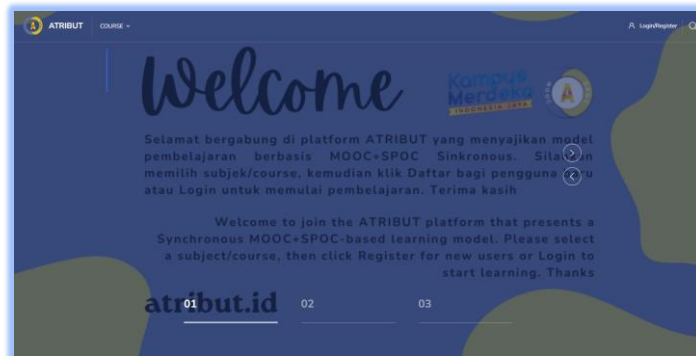 ATRIBUT COURSE Login/Register
Welcome
Kampus
Merdeka
INDONESIA JAYA
A
Selamat bergabung di platform ATRIBUT yang menyajikan model
pembelajaran berbasis MOOC+SPOC Sinkronous. Silahkan
memilih subjek/course, kemudian klik Daftar bagi pengguna baru
atau Login untuk memulai pembelajaran. Terima kasih
Welcome to join the ATRIBUT platform that presents a
Synchronous MOOC+SPOC-based learning model. Please select
a subject/course, then click Register for new users or Login to
start learning. Thanks
atribut.id
01 02 03